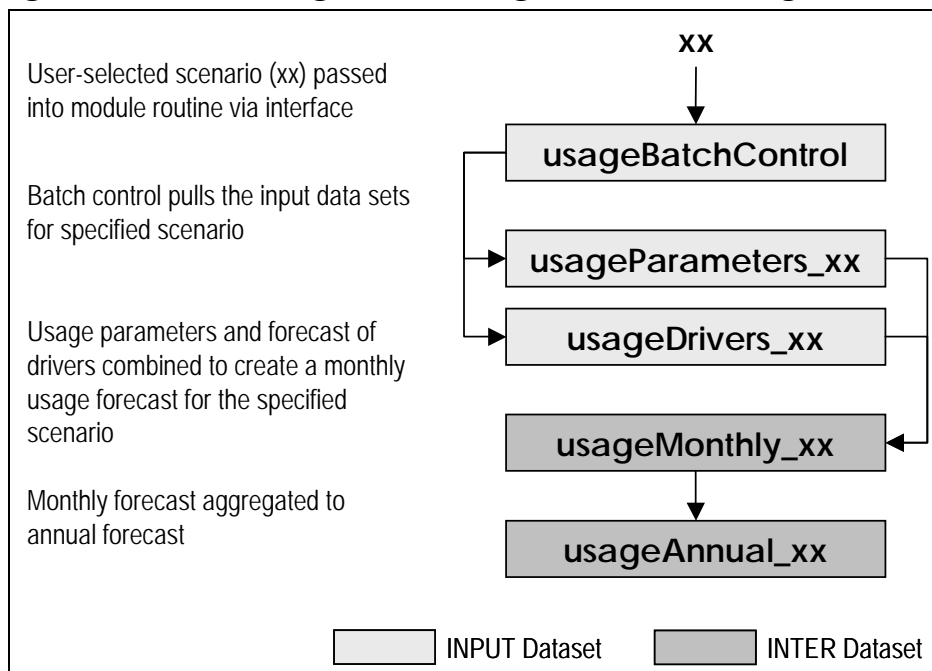 xx
User-selected scenario (xx) passed
into module routine via interface
usageBatchControl
Batch control pulls the input data sets
for specified scenario
usageParameters_xx
usageDrivers_xx
Usage parameters and forecast of
drivers combined to create a monthly
usage forecast for the specified
scenario
usageMonthly_xx
Monthly forecast aggregated to
annual forecast
usageAnnual_xx
INPUT Dataset
INTER Dataset